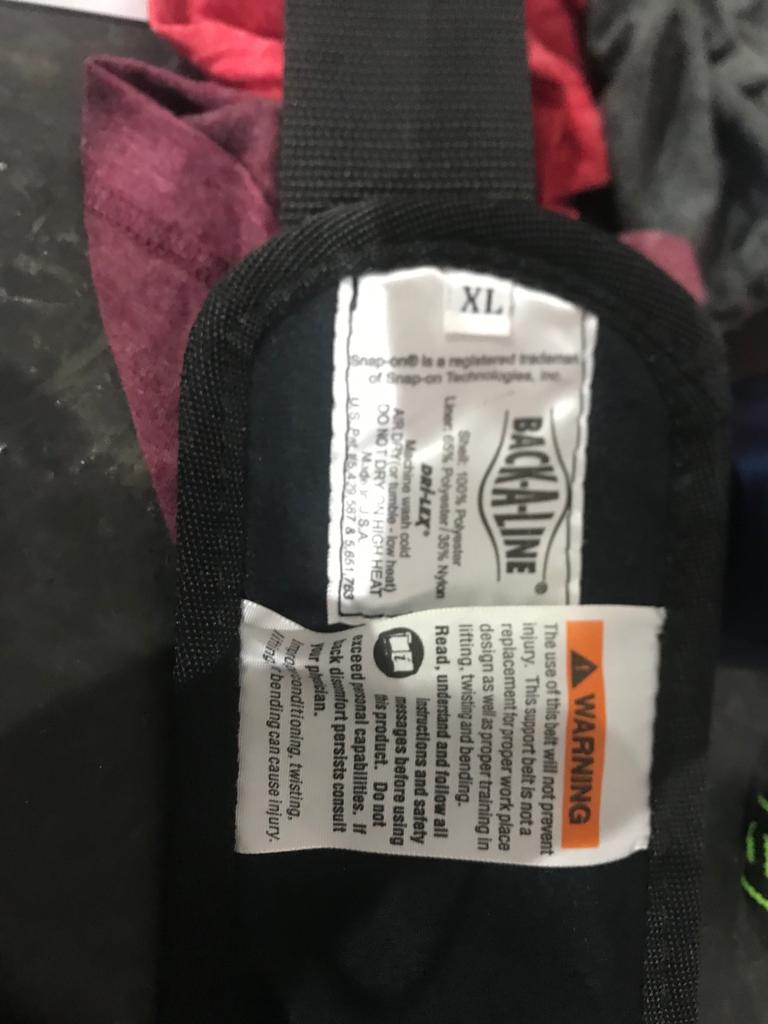 XL
Snap-on® is a registered trademark
of Snap-on Technologies, Inc.
BACK-A-LINE®
Shell: 100% Polyester
Liner: 65% Polyester/35% Nylon
DRI-LEX®
Machine wash cold
AIR DRY (or tumble - low heat)
DO NOT DRY ON HIGH HEAT
Made in U.S.A.
U.S. Pat. #5,429,587 & 5,651,763
WARNING
The use of this belt will not prevent
injury. This support belt is not a
replacement for proper work place
design as well as proper training in
lifting, twisting and bending.
Read, understand and follow all
instructions and safety
messages before using
this product. Do not
exceed personal capabilities. If
back discomfort persists consult
your physician.
conditioning, twisting,
lifting bending can cause injury.